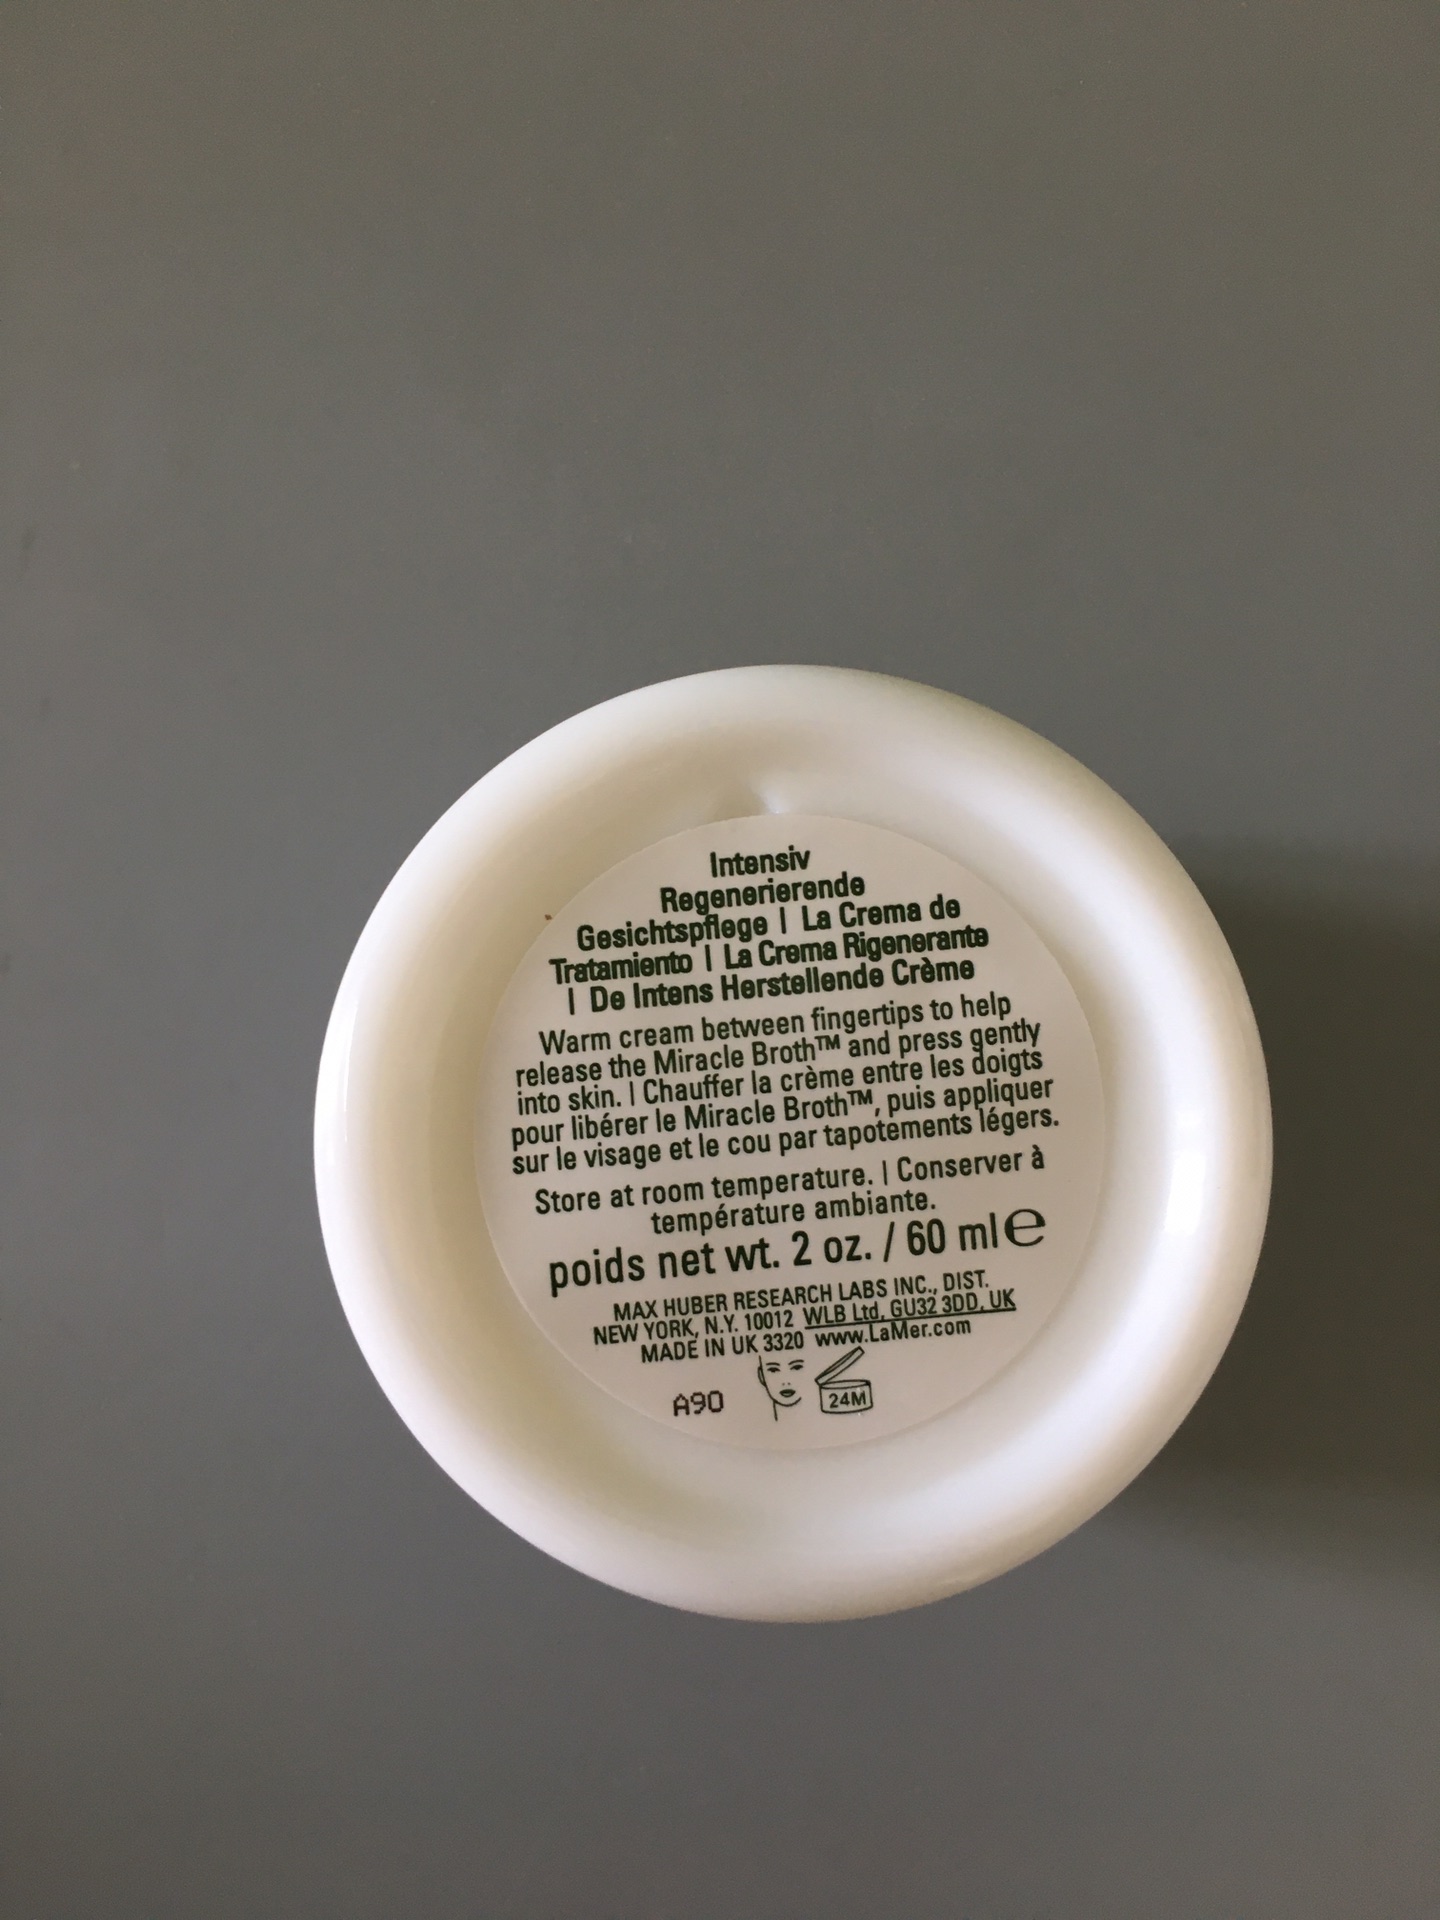 Intensiv
Regenerierende
Gesichtspflege | La Crema de
Tratamiento | La Crema Rigenerante
| De Intens Herstellende Crème
Warm cream between fingertips to help
release the Miracle Broth™ and press gently
into skin. | Chauffer la crème entre les doigts
pour libérer le Miracle Broth™, puis appliquer
sur le visage et le cou par tapotements légers.
Store at room temperature. | Conserver à
température ambiante.
poids net wt. 2 oz. / 60 ml e
MAX HUBER RESEARCH LABS INC., DIST.
NEW YORK, N.Y. 10012 WLB Ltd, GU32 3DD, UK
MADE IN UK 3320 www.LaMer.com
A90 24M